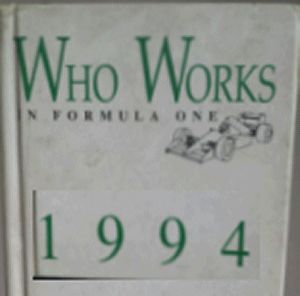 WHO WORKS
IN FORMULA ONE
1994